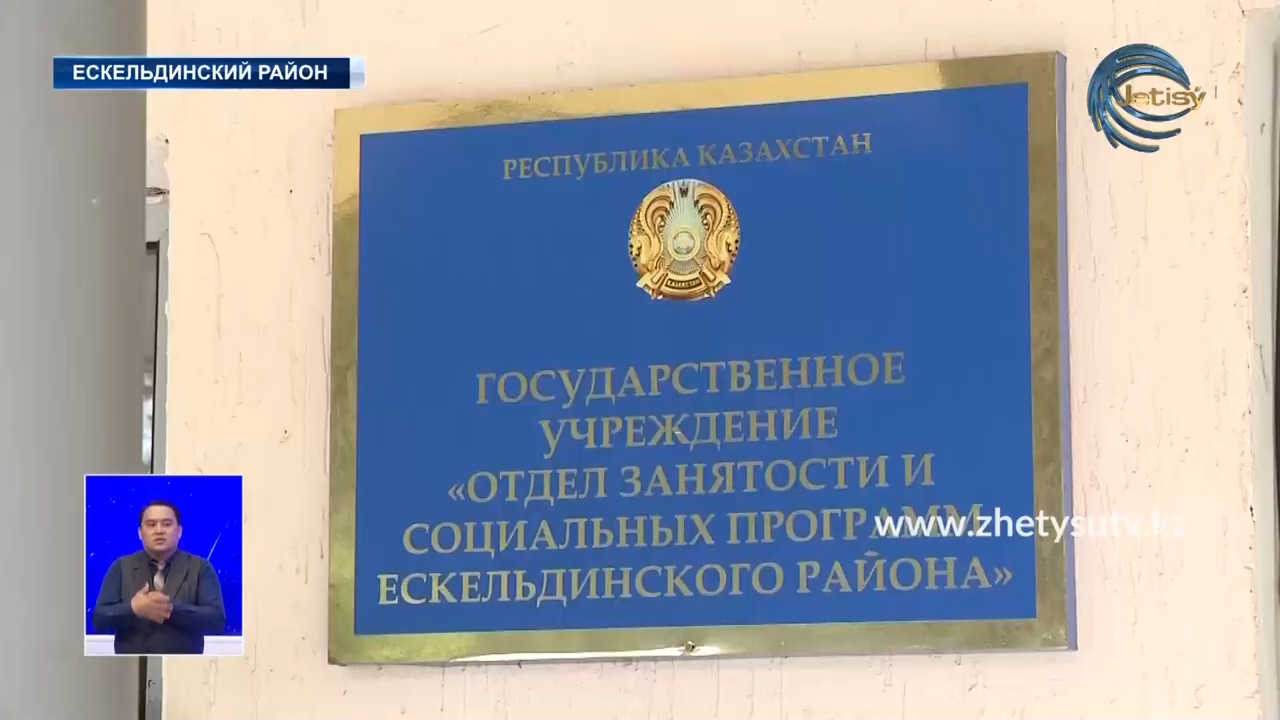 ЕСКЕЛЬДИНСКИЙ РАЙОН
Jetisý
РЕСПУБЛИКА КАЗАХСТАН
ҚАЗАҚСТАН
ГОСУДАРСТВЕННОЕ
УЧРЕЖДЕНИЕ
«ОТДЕЛ ЗАНЯТОСТИ И
СОЦИАЛЬНЫХ ПРОГРАММ
ЕСКЕЛЬДИНСКОГО РАЙОНА»
www.zhetysutv.kz